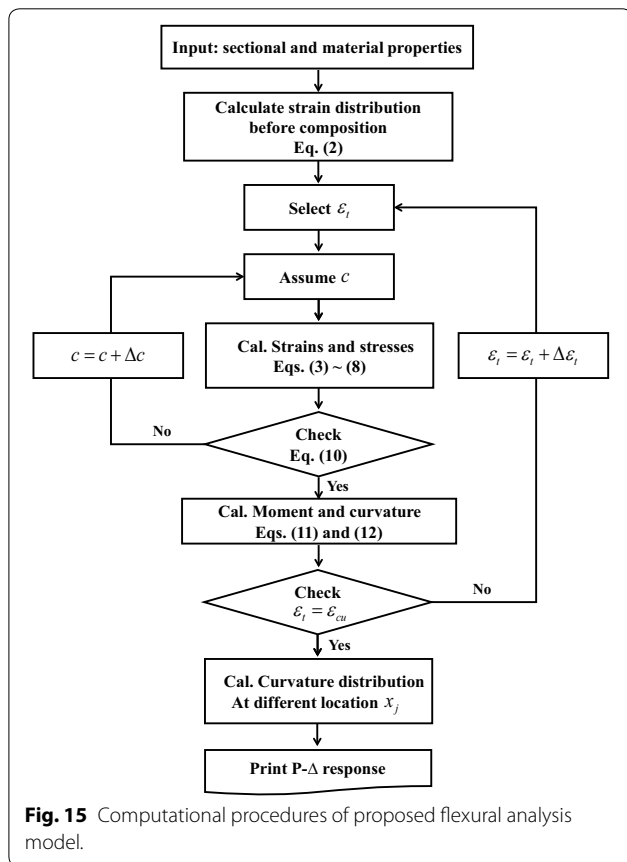 Input: sectional and material properties
Calculate strain distribution
before composition
Eq. (2)
Select εt
Assume c
c = c + Δc
Cal. Strains and stresses
Eqs. (3) ~ (8)
εt = εt + Δεt
No
Check
Eq. (10)
Yes
Cal. Moment and curvature
Eqs. (11) and (12)
Check
εt = εcu
No
Yes
Cal. Curvature distribution
At different location xj
Print P-Δ response
Fig. 15 Computational procedures of proposed flexural analysis
model.